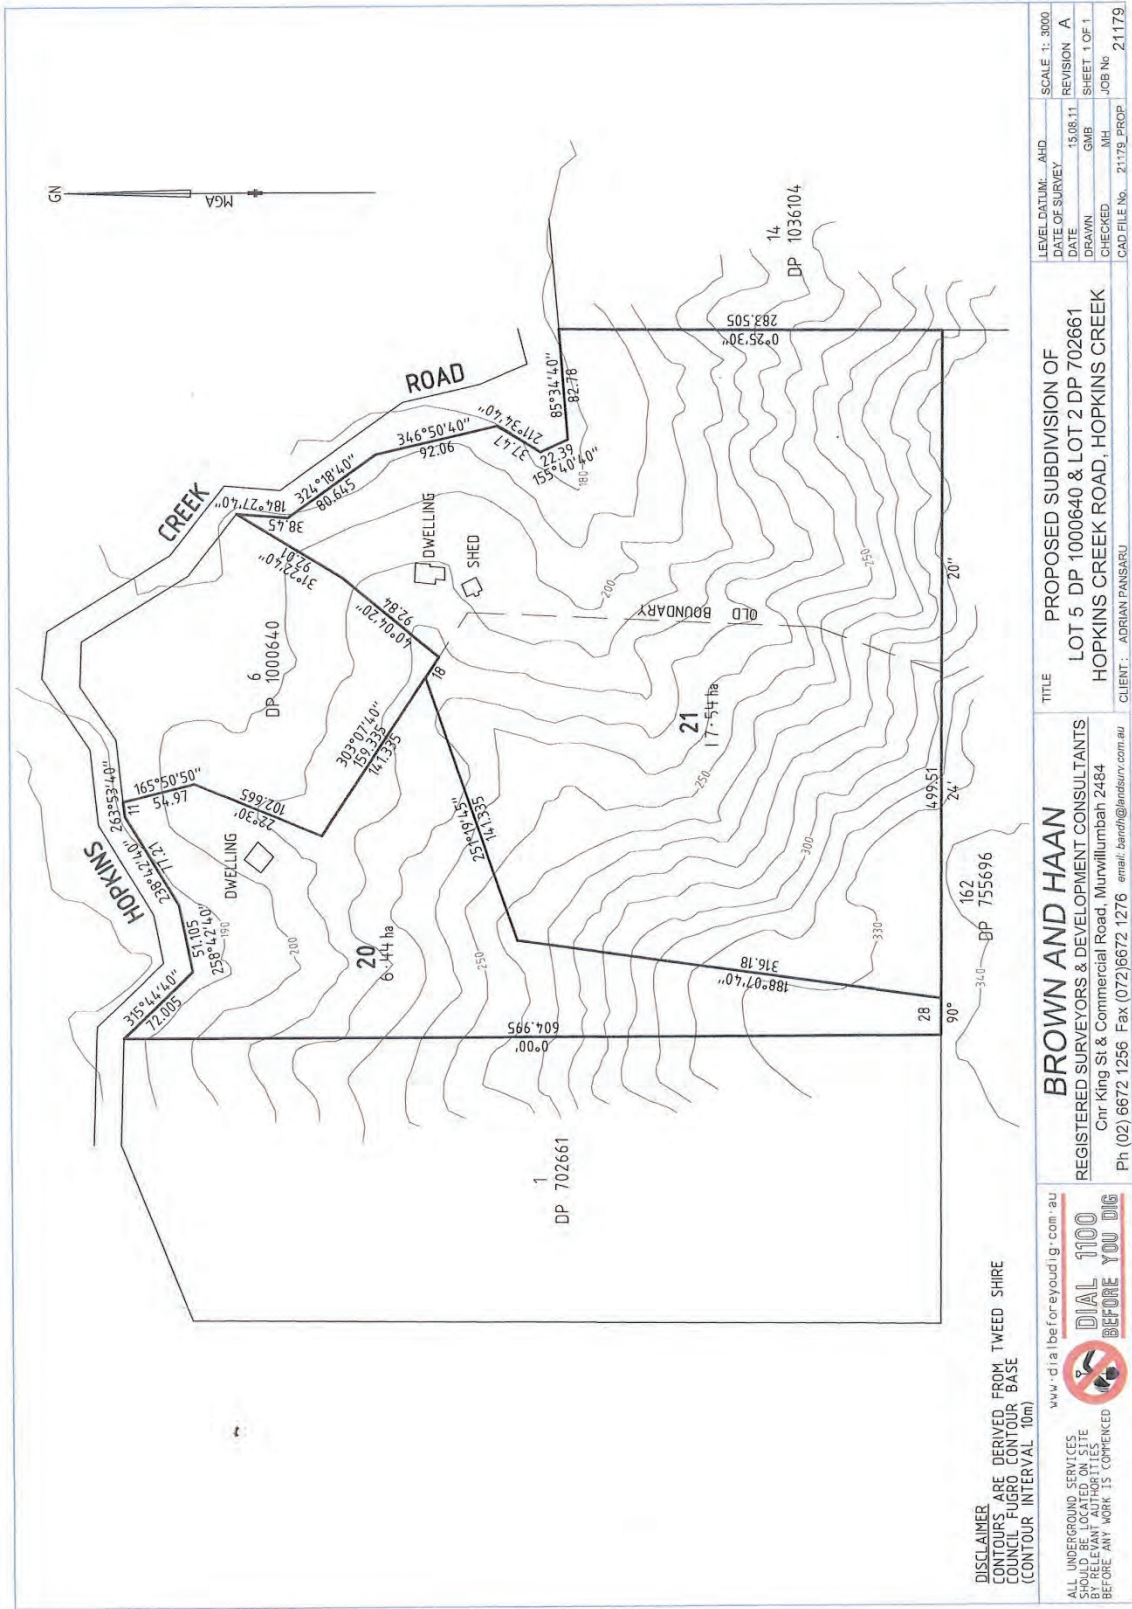 GN
MGA
HOPKINS
CREEK
ROAD
315°44'40"
72.005
51.105
258°42'40"
238°42'40"
77.21
263°53'40"
11
165°50'50"
54.97
102.665
22°30'
DWELLING
190
200
20
6.44 ha
250
6
DP 1000640
303°07'40"
159.335
141.335
18
40°04'20"
92.84
31°22'40"
92.01
184°27'40"
38.45
324°18'40"
80.645
346°50'40"
92.06
211°34'40"
37.47
22.39
155°40'40"
85°34'40"
82.78
180
DWELLING
SHED
200
OLD BOUNDARY
251°19'45"
141.335
21
17.54 ha
250
250
300
330
340
0°25'30"
283.505
14
DP 1036104
188°07'40"
316.18
0°00'
604.995
28
90°
499.51
24'
20"
162
DP 755696
1
DP 702661
DISCLAIMER
CONTOURS ARE DERIVED FROM TWEED SHIRE
COUNCIL FUGRO CONTOUR BASE
(CONTOUR INTERVAL 10m)
ALL UNDERGROUND SERVICES
SHOULD BE LOCATED ON SITE
BY RELEVANT AUTHORITIES
BEFORE ANY WORK IS COMMENCED
www.dialbeforeyoudig.com.au
DIAL 1100
BEFORE YOU DIG
BROWN AND HAAN
REGISTERED SURVEYORS & DEVELOPMENT CONSULTANTS
Cnr King St & Commercial Road, Murwillumbah 2484
Ph (02) 6672 1256 Fax (072)6672 1276 email: bandh@landsurv.com.au
TITLE
PROPOSED SUBDIVISION OF
LOT 5 DP 1000640 & LOT 2 DP 702661
HOPKINS CREEK ROAD, HOPKINS CREEK
CLIENT : ADRIAN PANSARU
LEVEL DATUM: AHD
SCALE 1: 3000
DATE OF SURVEY
REVISION A
DATE 15.08.11
DRAWN GMB
SHEET 1 OF 1
CHECKED MH
JOB No 21179
CAD FILE No. 21179_PROP